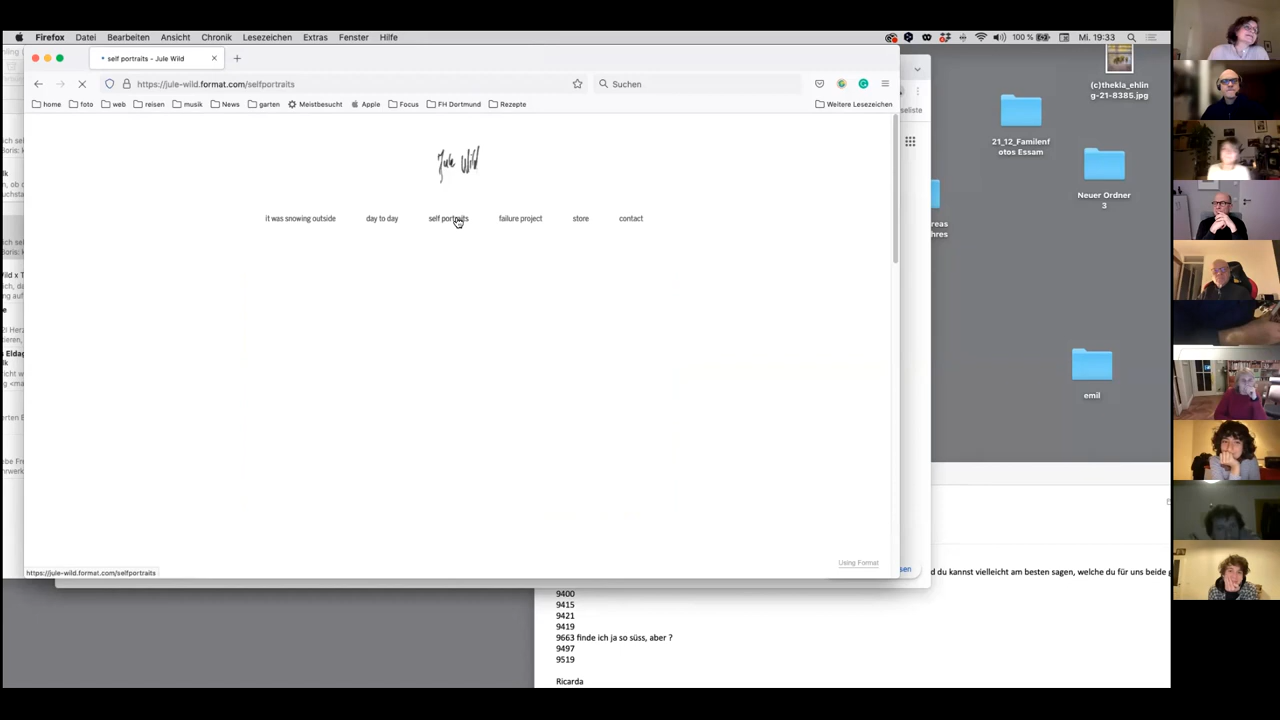 Firefox Datei Bearbeiten Ansicht Chronik Lesezeichen Extras Fenster Hilfe 100 % Mi. 19:33
self portraits - Jule Wild
https://jule-wild.format.com/selfportraits
Suchen
home foto web reisen musik News garten Meistbesucht Apple Focus FH Dortmund Rezepte Weitere Lesezeichen
Jule Wild
it was snowing outside day to day self portraits failure project store contact
Using Format
https://jule-wild.format.com/selfportraits
(c)thekla_ehlin
g-21-8385.jpg
21_12_Familenf
otos Essam
Neuer Ordner
3
emil
d du kannst vielleicht am besten sagen, welche du für uns beide
9400
9415
9421
9419
9663 finde ich ja so süss, aber ?
9497
9519
Ricarda